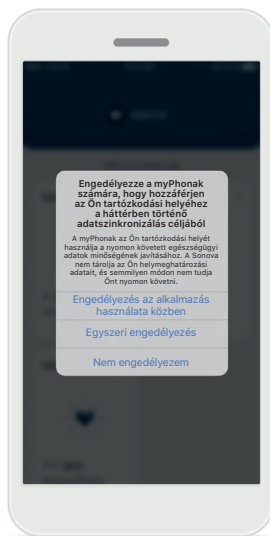 Engedélyezze a myPhonak
számára, hogy hozzáférjen
az Ön tartózkodási helyéhez
a háttérben történő
adatszinkronizálás céljából
A myPhonak az Ön tartózkodási helyét
használja a nyomon követett egészségügyi
adatok minőségének javításához. A Sonova
nem tárolja az Ön helymeghatározási
adatait, és semmilyen módon nem tudja
Önt nyomon követni.
Engedélyezés az alkalmazás
használata közben
Egyszeri engedélyezés
Nem engedélyezem